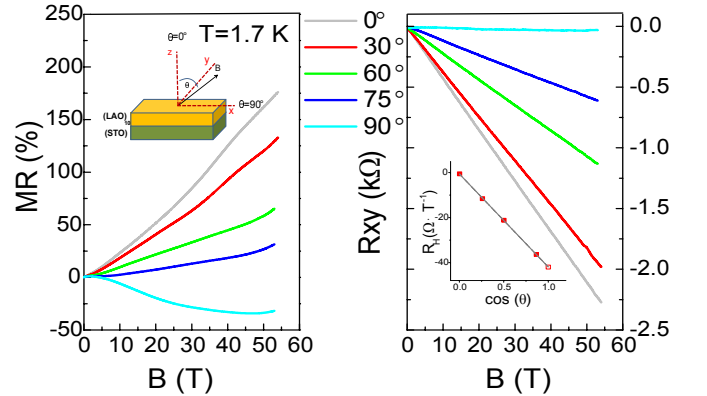 T=1.7 K
250
200
150
100
50
0
-50
MR (%)
0 10 20 30 40 50 60
B (T)
θ=0°
z
y
B
θ
θ=90°
x
(LAO)10
(STO)
0°
30°
60°
75°
90°
0.0
-0.5
-1.0
-1.5
-2.0
-2.5
Rxy (kΩ)
0 10 20 30 40 50 60
B (T)
0
-20
-40
R_H(Ω· T⁻¹)
0.0 0.5 1.0
cos (θ)